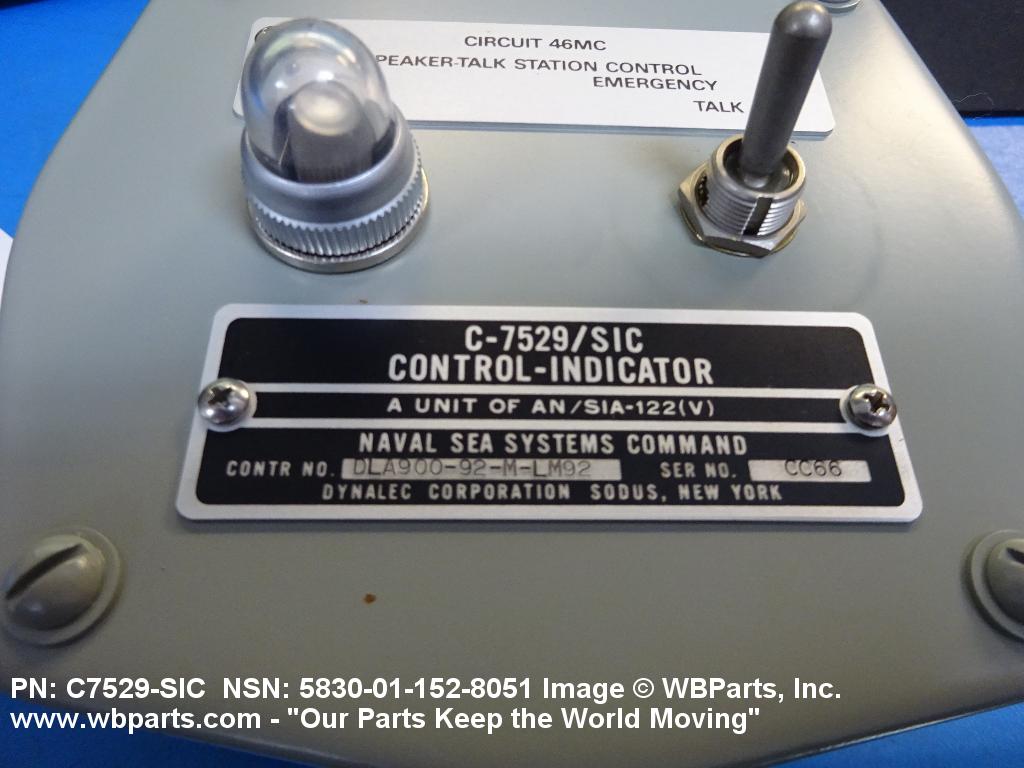 CIRCUIT 46MC
PEAKER-TALK STATION CONTROL
EMERGENCY
TALK
C-7529/SIC
CONTROL-INDICATOR
A UNIT OF AN/SIA-122(V)
NAVAL SEA SYSTEMS COMMAND
CONTR NO. DLA900-92-M-LM92 SER NO. CC66
DYNALEC CORPORATION SODUS, NEW YORK
PN: C7529-SIC NSN: 5830-01-152-8051 Image © WBParts, Inc.
www.wbparts.com - "Our Parts Keep the World Moving"